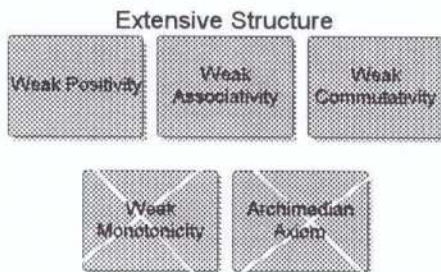 Extensive Structure
Weak Positivity
Weak
Associativity
Weak
Commutativity
Weak
Monotonicity
Archimedian
Axiom